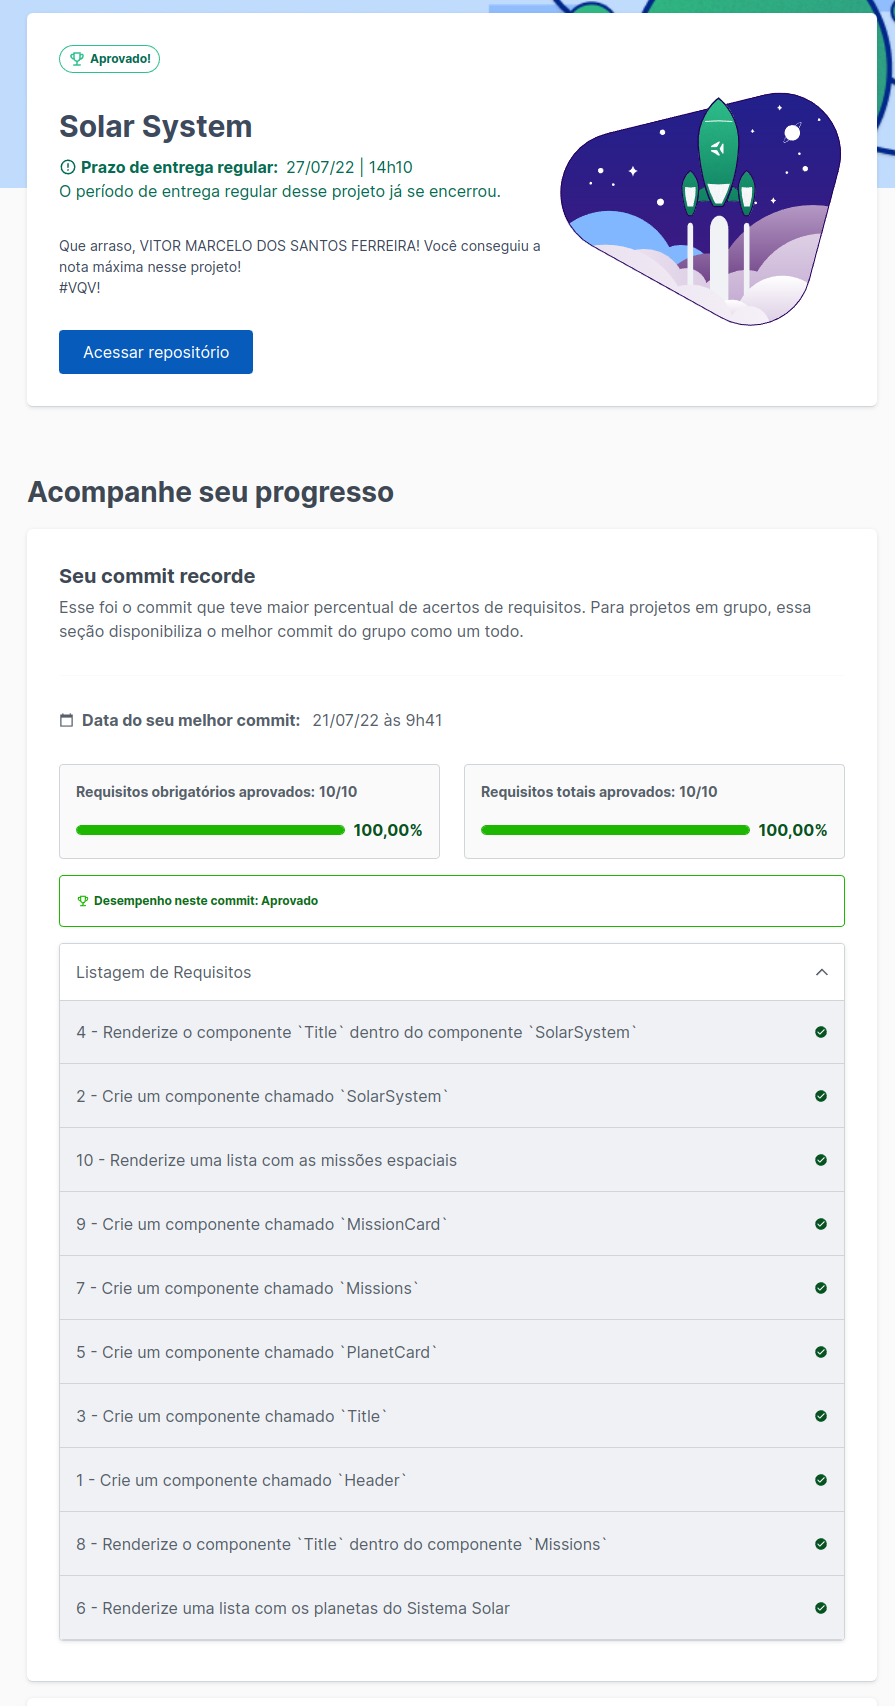 Aprovado!
Solar System
Prazo de entrega regular: 27/07/22 | 14h10
O período de entrega regular desse projeto já se encerrou.
Que arraso, VITOR MARCELO DOS SANTOS FERREIRA! Você conseguiu a
nota máxima nesse projeto!
#VQV!
Acessar repositório
Acompanhe seu progresso
Seu commit recorde
Esse foi o commit que teve maior percentual de acertos de requisitos. Para projetos em grupo, essa
seção disponibiliza o melhor commit do grupo como um todo.
Data do seu melhor commit: 21/07/22 às 9h41
Requisitos obrigatórios aprovados: 10/10
100,00%
Requisitos totais aprovados: 10/10
100,00%
Desempenho neste commit: Aprovado
Listagem de Requisitos
4 - Renderize o componente `Title` dentro do componente `SolarSystem`
2 - Crie um componente chamado `SolarSystem`
10 - Renderize uma lista com as missões espaciais
9 - Crie um componente chamado `MissionCard`
7 - Crie um componente chamado `Missions`
5 - Crie um componente chamado `PlanetCard`
3 - Crie um componente chamado `Title`
1 - Crie um componente chamado `Header`
8 - Renderize o componente `Title` dentro do componente `Missions`
6 - Renderize uma lista com os planetas do Sistema Solar